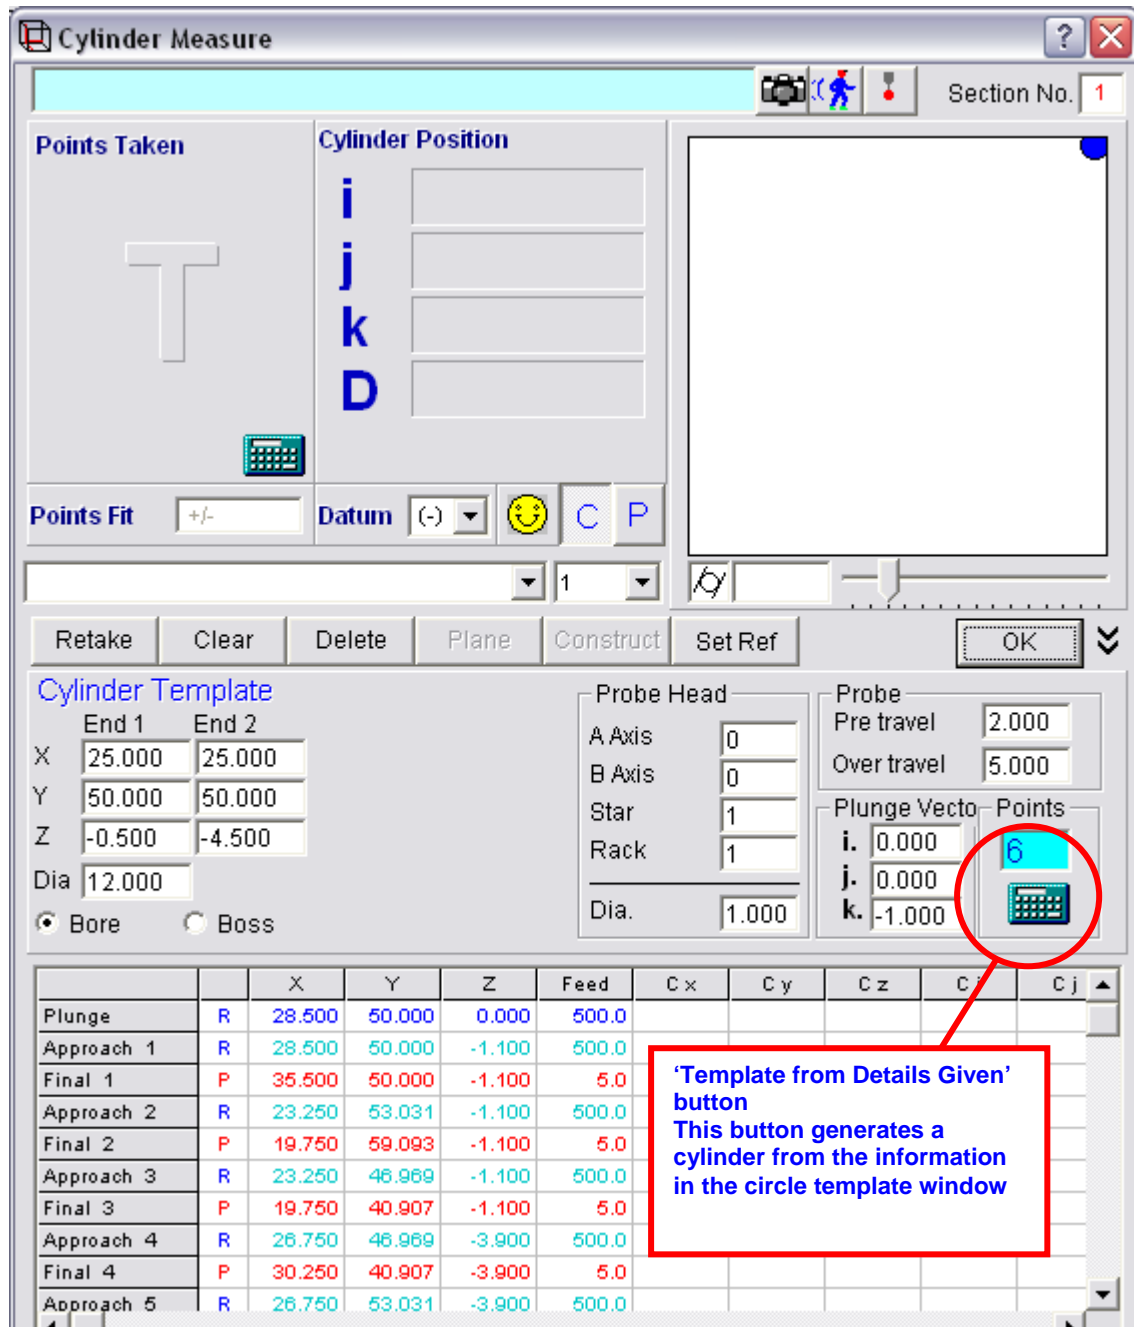 Cylinder Measure
Section No. 1
Points Taken
Cylinder Position
T
i
j
k
D
Points Fit +/- Datum (-) C P
1
Retake Clear Delete Plane Construct Set Ref OK
Cylinder Template
End 1 End 2
X 25.000 25.000
Y 50.000 50.000
Z -0.500 -4.500
Dia 12.000
Bore Boss
Probe Head
A Axis 0
B Axis 0
Star 1
Rack 1
Dia. 1.000
Probe
Pre travel 2.000
Over travel 5.000
Plunge Vecto
i. 0.000
j. 0.000
k. -1.000
Points
6
X Y Z Feed C x C y C z C i C j
Plunge R 28.500 50.000 0.000 500.0
Approach 1 R 28.500 50.000 -1.100 500.0
Final 1 P 35.500 50.000 -1.100 5.0
Approach 2 R 23.250 53.031 -1.100 500.0
Final 2 P 19.750 59.093 -1.100 5.0
Approach 3 R 23.250 46.969 -1.100 500.0
Final 3 P 19.750 40.907 -1.100 5.0
Approach 4 R 26.750 46.969 -3.900 500.0
Final 4 P 30.250 40.907 -3.900 5.0
Approach 5 R 26.750 53.031 -3.900 500.0
‘Template from Details Given’
button
This button generates a
cylinder from the information
in the circle template window